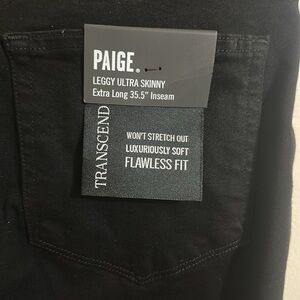 PAIGE.
LEGGY ULTRA SKINNY
Extra Long 35.5" Inseam
TRANSCEND
WON'T STRETCH OUT
LUXURIOUSLY SOFT
FLAWLESS FIT